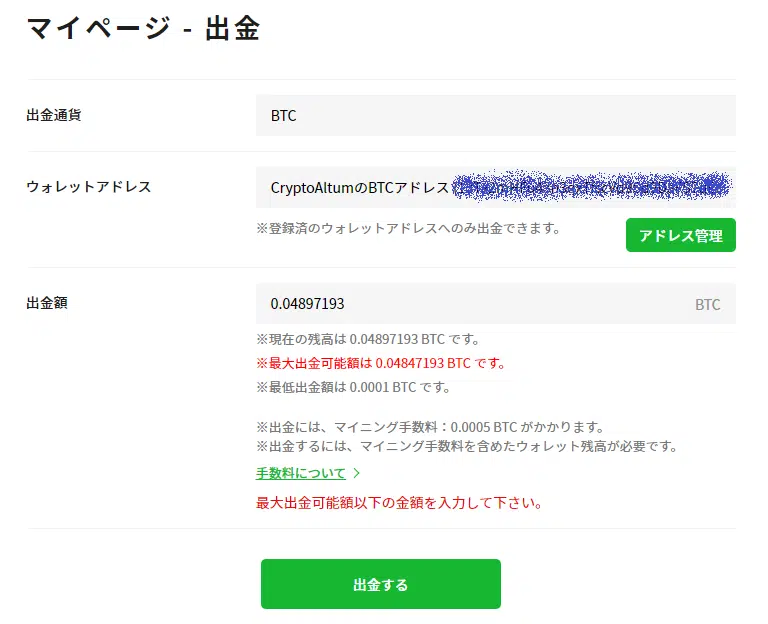 マイページ - 出金
出金通貨
BTC
ウォレットアドレス
CryptoAltumのBTCアドレス
※登録済のウォレットアドレスへのみ出金できます。
アドレス管理
出金額
0.04897193
BTC
※現在の残高は 0.04897193 BTC です。
※最大出金可能額は 0.04847193 BTC です。
※最低出金額は 0.0001 BTC です。
※出金には、マイニング手数料：0.0005 BTC がかかります。
※出金するには、マイニング手数料を含めたウォレット残高が必要です。
手数料について
最大出金可能額以下の金額を入力して下さい。
出金する